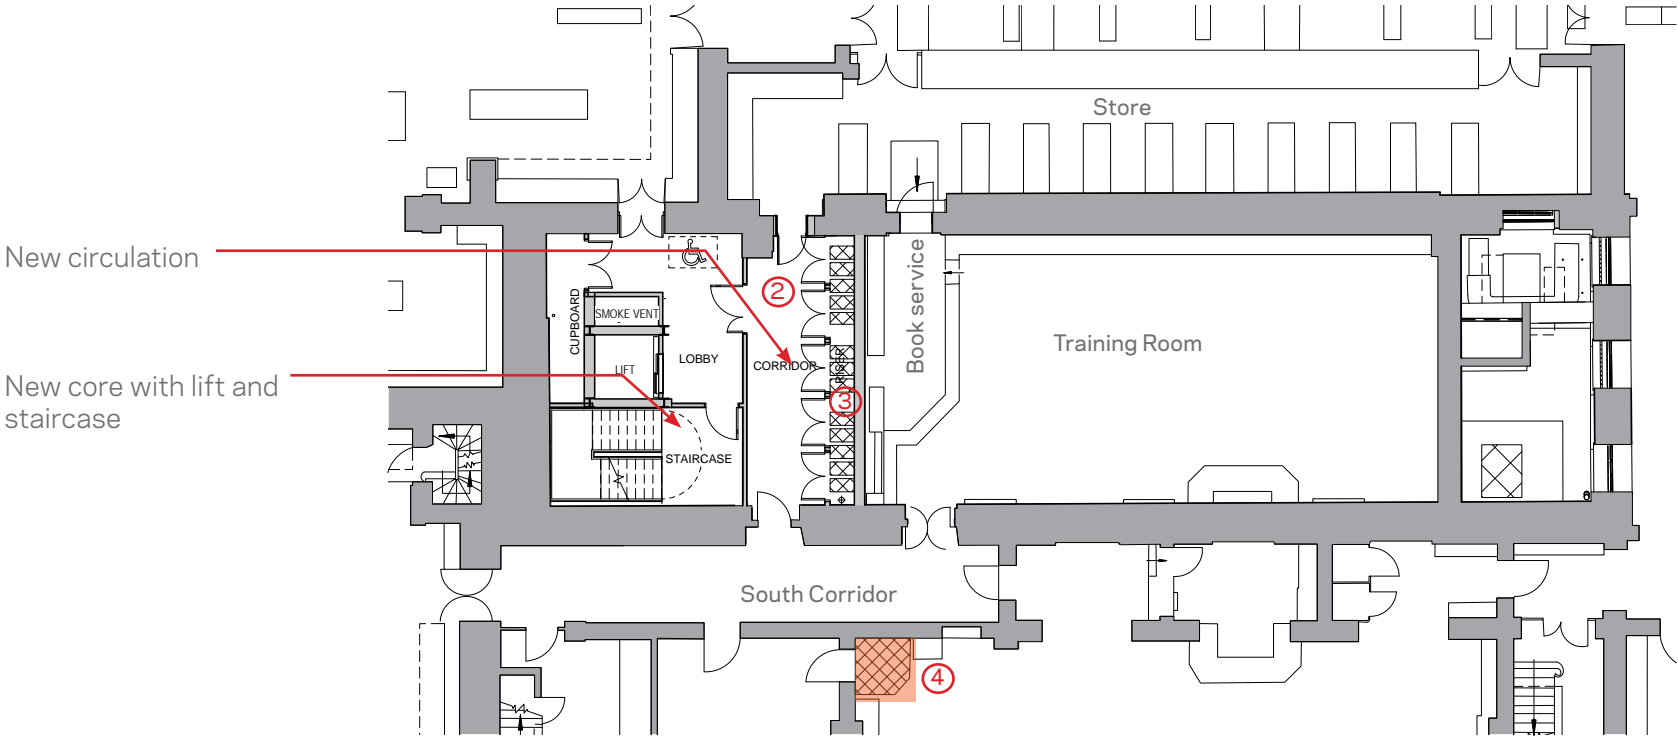 Store
New circulation
New core with lift and
staircase
CUPBOARD
SMOKE VENT
LIFT
LOBBY
STAIRCASE
2
CORRIDOR
RISER
3
Book service
Training Room
South Corridor
4